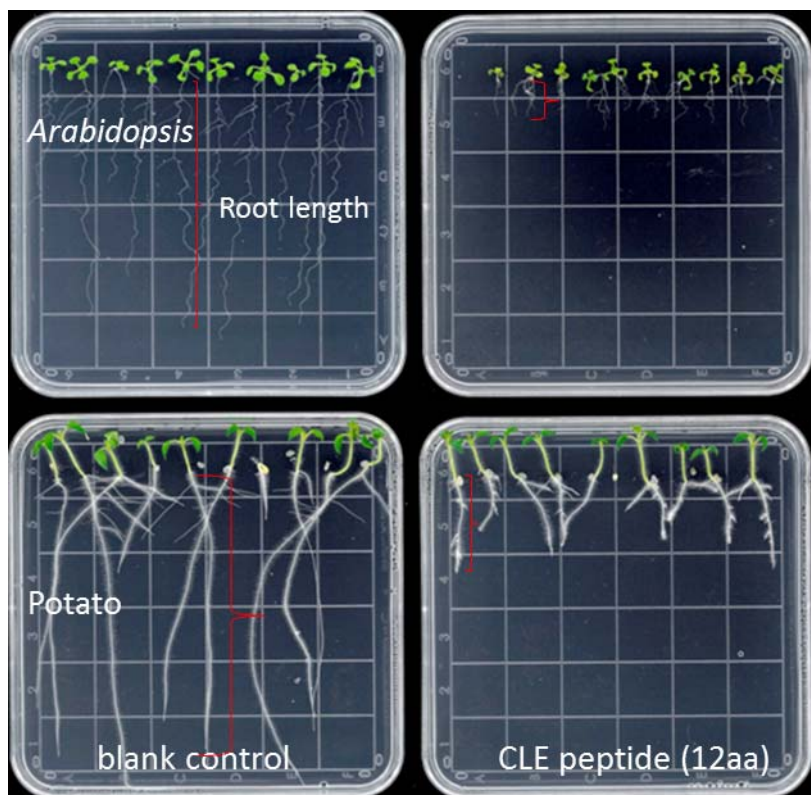 Arabidopsis
Root length
Potato
blank control
CLE peptide (12aa)